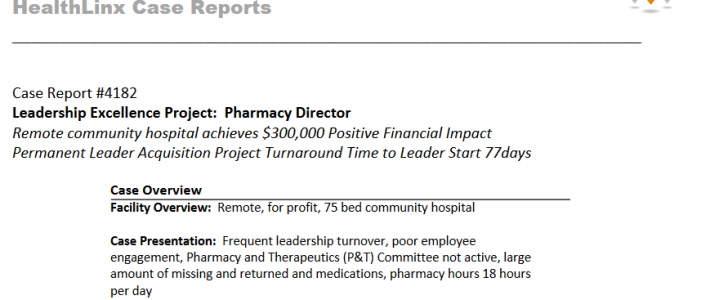 HealthLinx Case Reports
Case Report #4182
Leadership Excellence Project: Pharmacy Director
Remote community hospital achieves $300,000 Positive Financial Impact
Permanent Leader Acquisition Project Turnaround Time to Leader Start 77days
Case Overview
Facility Overview: Remote, for profit, 75 bed community hospital
Case Presentation: Frequent leadership turnover, poor employee
engagement, Pharmacy and Therapeutics (P&T) Committee not active, large
amount of missing and returned and medications, pharmacy hours 18 hours
per day